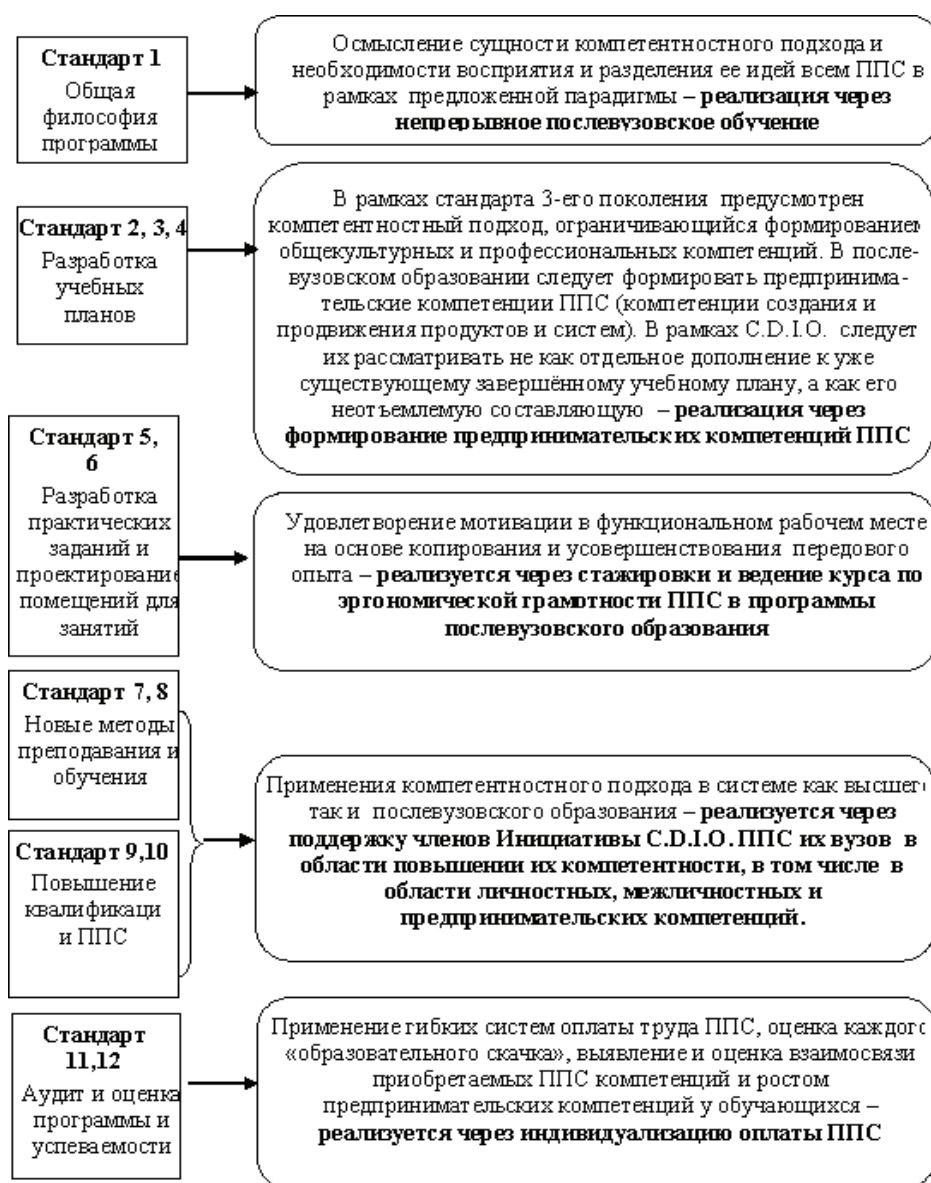 Стандарт 1
Общая
философия
программы
Осмысление сущности компетентностного подхода и
необходимости восприятия и разделения ее идей всем ППС в
рамках предложенной парадигмы – реализация через
непрерывное послевузовское обучение
Стандарт 2, 3, 4
Разработка
учебных
планов
В рамках стандарта 3-его поколения предусмотрен
компетентностный подход, ограничивающийся формированием
общекультурных и профессиональных компетенций. В после-
вузовском образовании следует формировать предпринима-
тельские компетенции ППС (компетенции создания и
продвижения продуктов и систем). В рамках C.D.I.O. следует
их рассматривать не как отдельное дополнение к уже
существующему завершённому учебному плану, а как его
неотъемлемую составляющую – реализация через
формирование предпринимательских компетенций ППС
Стандарт 5,
6
Разработка
практических
заданий и
проектирование
помещений для
занятий
Удовлетворение мотивации в функциональном рабочем месте
на основе копирования и усовершенствования передового
опыта – реализуется через стажировки и ведение курса по
эргономической грамотности ППС в программы
послевузовского образования
Стандарт 7, 8
Новые методы
преподавания и
обучения
Стандарт 9,10
Повышение
квалификаци
и ППС
Применения компетентностного подхода в системе как высшего
так и послевузовского образования – реализуется через
поддержку членов Инициативы C.D.I.O. ППС их вузов в
области повышении их компетентности, в том числе в
области личностных, межличностных и
предпринимательских компетенций.
Стандарт
11,12
Аудит и оценка
программы и
успеваемости
Применение гибких систем оплаты труда ППС, оценка каждого
«образовательного скачка», выявление и оценка взаимосвязи
приобретаемых ППС компетенций и ростом
предпринимательских компетенций у обучающихся –
реализуется через индивидуализацию оплаты ППС